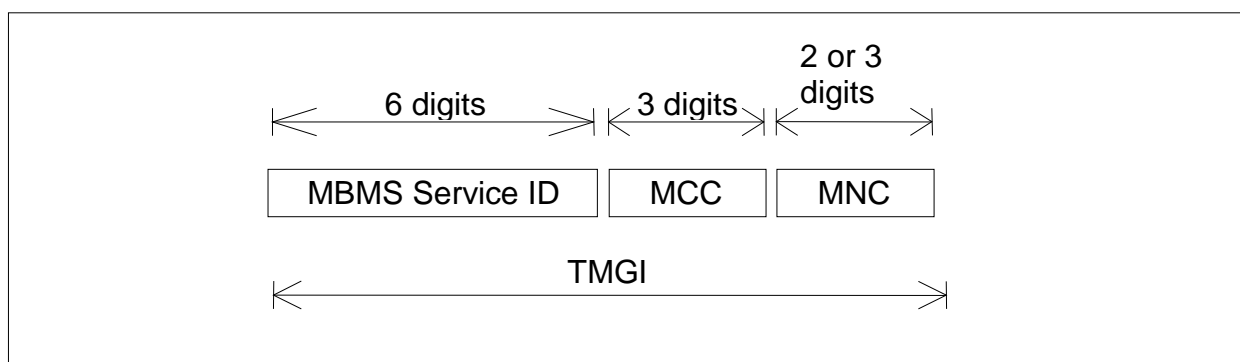 2 or 3
digits
6 digits
3 digits
MBMS Service ID
MCC
MNC
TMGI